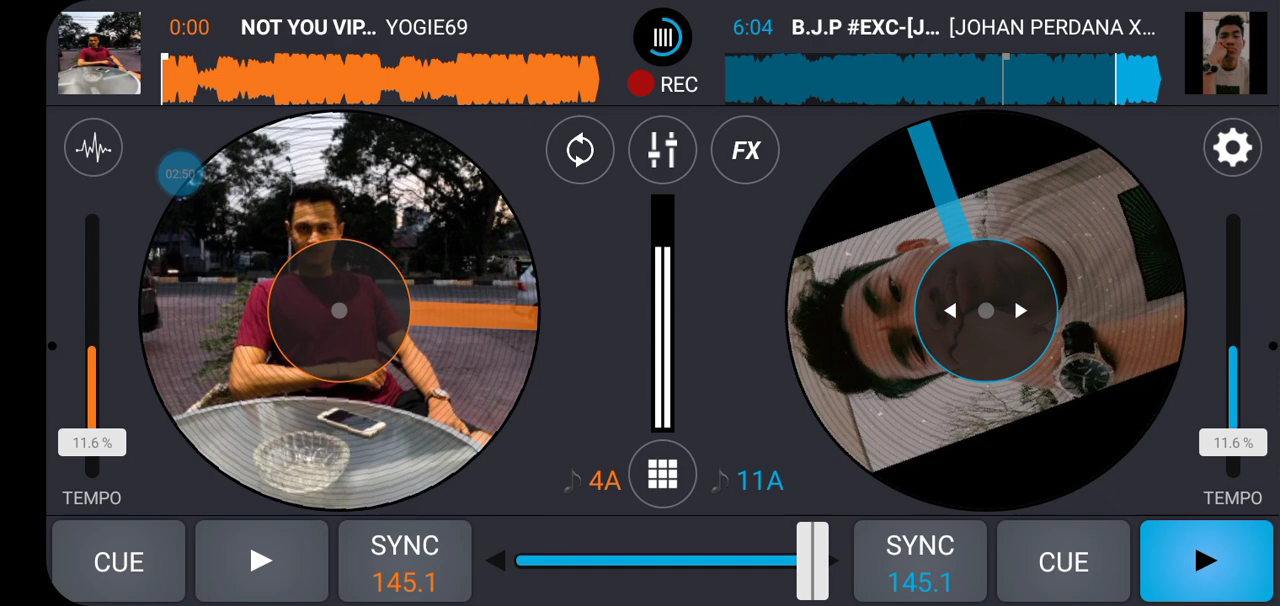 0:00 NOT YOU VIP... YOGIE69
6:04 B.J.P #EXC-[J... [JOHAN PERDANA X...
REC
FX
02:50
11.6 %
11.6 %
4A
11A
TEMPO
TEMPO
CUE
SYNC
145.1
SYNC
145.1
CUE